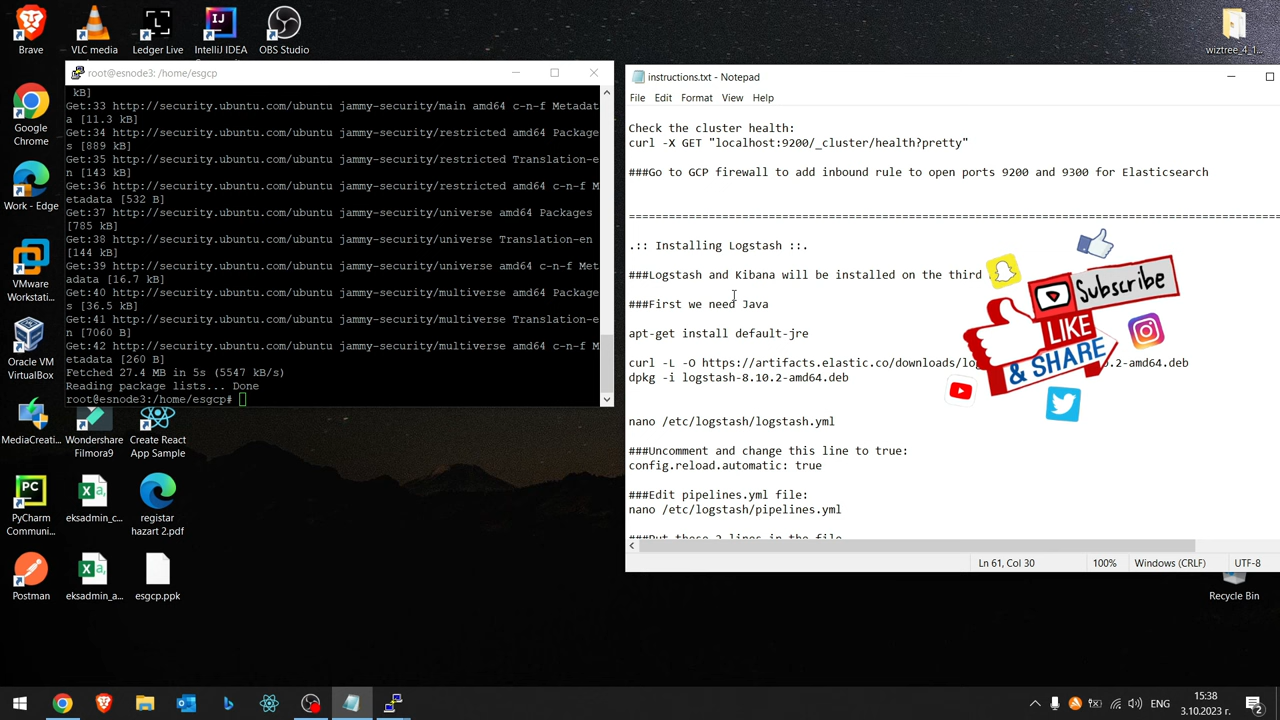 Brave
VLC media
Ledger Live
IntelliJ IDEA
OBS Studio
wiztree_4_1...
Google
Chrome
Work - Edge
VMware
Workstati...
Oracle VM
VirtualBox
MediaCreati...
Wondershare
Filmora9
Create React
App Sample
PyCharm
Communi...
eksadmin_c...
registar
hazart 2.pdf
Postman
eksadmin_a...
esgcp.ppk
Recycle Bin
root@esnode3: /home/esgcp
kB]
Get:33 http://security.ubuntu.com/ubuntu jammy-security/main amd64 c-n-f Metadat
a [11.3 kB]
Get:34 http://security.ubuntu.com/ubuntu jammy-security/restricted amd64 Package
s [889 kB]
Get:35 http://security.ubuntu.com/ubuntu jammy-security/restricted Translation-e
n [143 kB]
Get:36 http://security.ubuntu.com/ubuntu jammy-security/restricted amd64 c-n-f M
etadata [532 B]
Get:37 http://security.ubuntu.com/ubuntu jammy-security/universe amd64 Packages
[785 kB]
Get:38 http://security.ubuntu.com/ubuntu jammy-security/universe Translation-en
[144 kB]
Get:39 http://security.ubuntu.com/ubuntu jammy-security/universe amd64 c-n-f Met
adata [16.7 kB]
Get:40 http://security.ubuntu.com/ubuntu jammy-security/multiverse amd64 Package
s [36.5 kB]
Get:41 http://security.ubuntu.com/ubuntu jammy-security/multiverse Translation-e
n [7060 B]
Get:42 http://security.ubuntu.com/ubuntu jammy-security/multiverse amd64 c-n-f M
etadata [260 B]
Fetched 27.4 MB in 5s (5547 kB/s)
Reading package lists... Done
root@esnode3:/home/esgcp#
instructions.txt - Notepad
File Edit Format View Help
Check the cluster health:
curl -X GET "localhost:9200/_cluster/health?pretty"
###Go to GCP firewall to add inbound rule to open ports 9200 and 9300 for Elasticsearch
=====================================================================================
.:: Installing Logstash ::.
###Logstash and Kibana will be installed on the third
###First we need Java
apt-get install default-jre
curl -L -O https://artifacts.elastic.co/downloads/log .2-amd64.deb
dpkg -i logstash-8.10.2-amd64.deb
nano /etc/logstash/logstash.yml
###Uncomment and change this line to true:
config.reload.automatic: true
###Edit pipelines.yml file:
nano /etc/logstash/pipelines.yml
###Put these 2 lines in the file
Subscribe
LIKE
& SHARE
Ln 61, Col 30
100%
Windows (CRLF)
UTF-8
ЕНГ
15:38
3.10.2023 г.
2